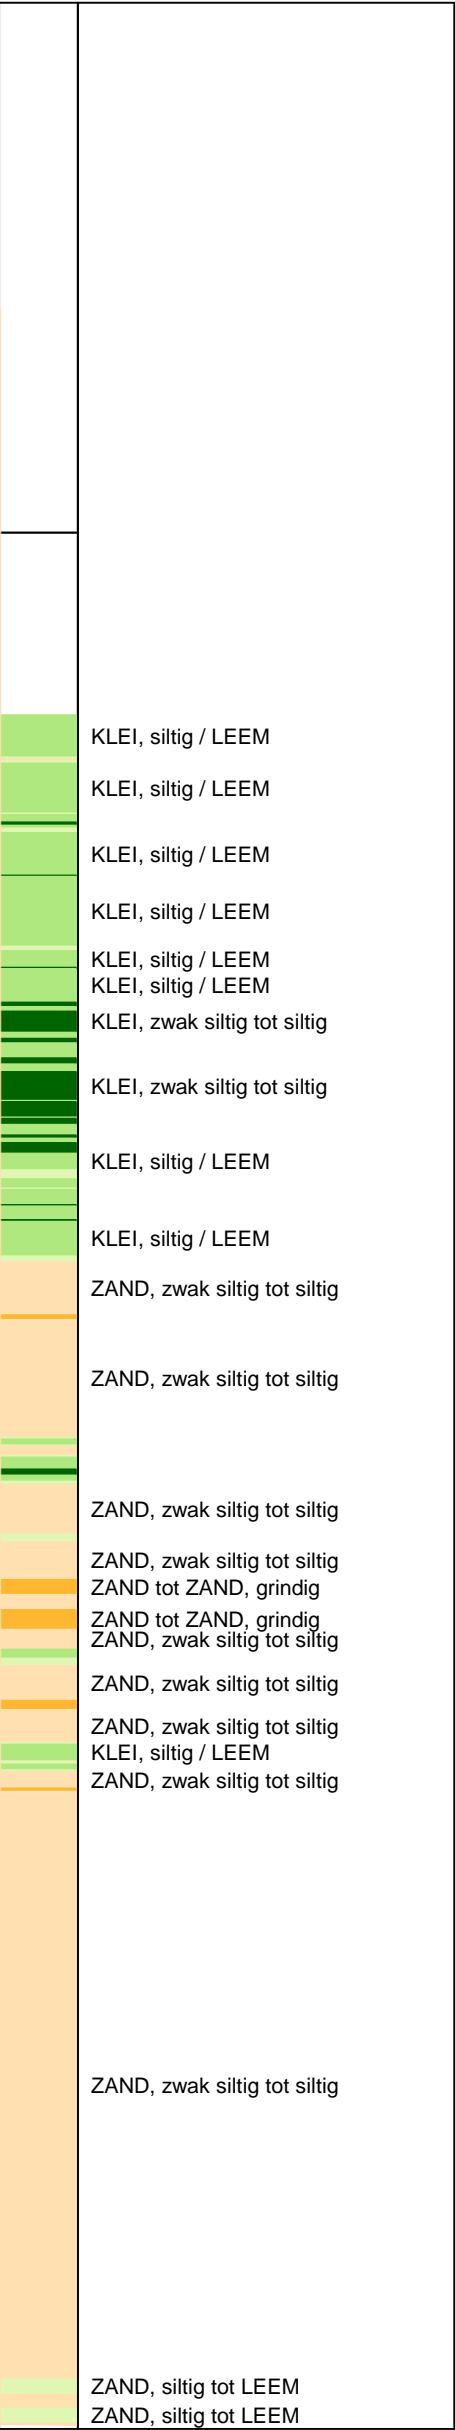 KLEI, siltig / LEEM
KLEI, siltig / LEEM
KLEI, siltig / LEEM
KLEI, siltig / LEEM
KLEI, siltig / LEEM
KLEI, siltig / LEEM
KLEI, zwak siltig tot siltig
KLEI, zwak siltig tot siltig
KLEI, siltig / LEEM
KLEI, siltig / LEEM
ZAND, zwak siltig tot siltig
ZAND, zwak siltig tot siltig
ZAND, zwak siltig tot siltig
ZAND, zwak siltig tot siltig
ZAND tot ZAND, grindig
ZAND tot ZAND, grindig
ZAND, zwak siltig tot siltig
ZAND, zwak siltig tot siltig
ZAND, zwak siltig tot siltig
KLEI, siltig / LEEM
ZAND, zwak siltig tot siltig
ZAND, zwak siltig tot siltig
ZAND, siltig tot LEEM
ZAND, siltig tot LEEM